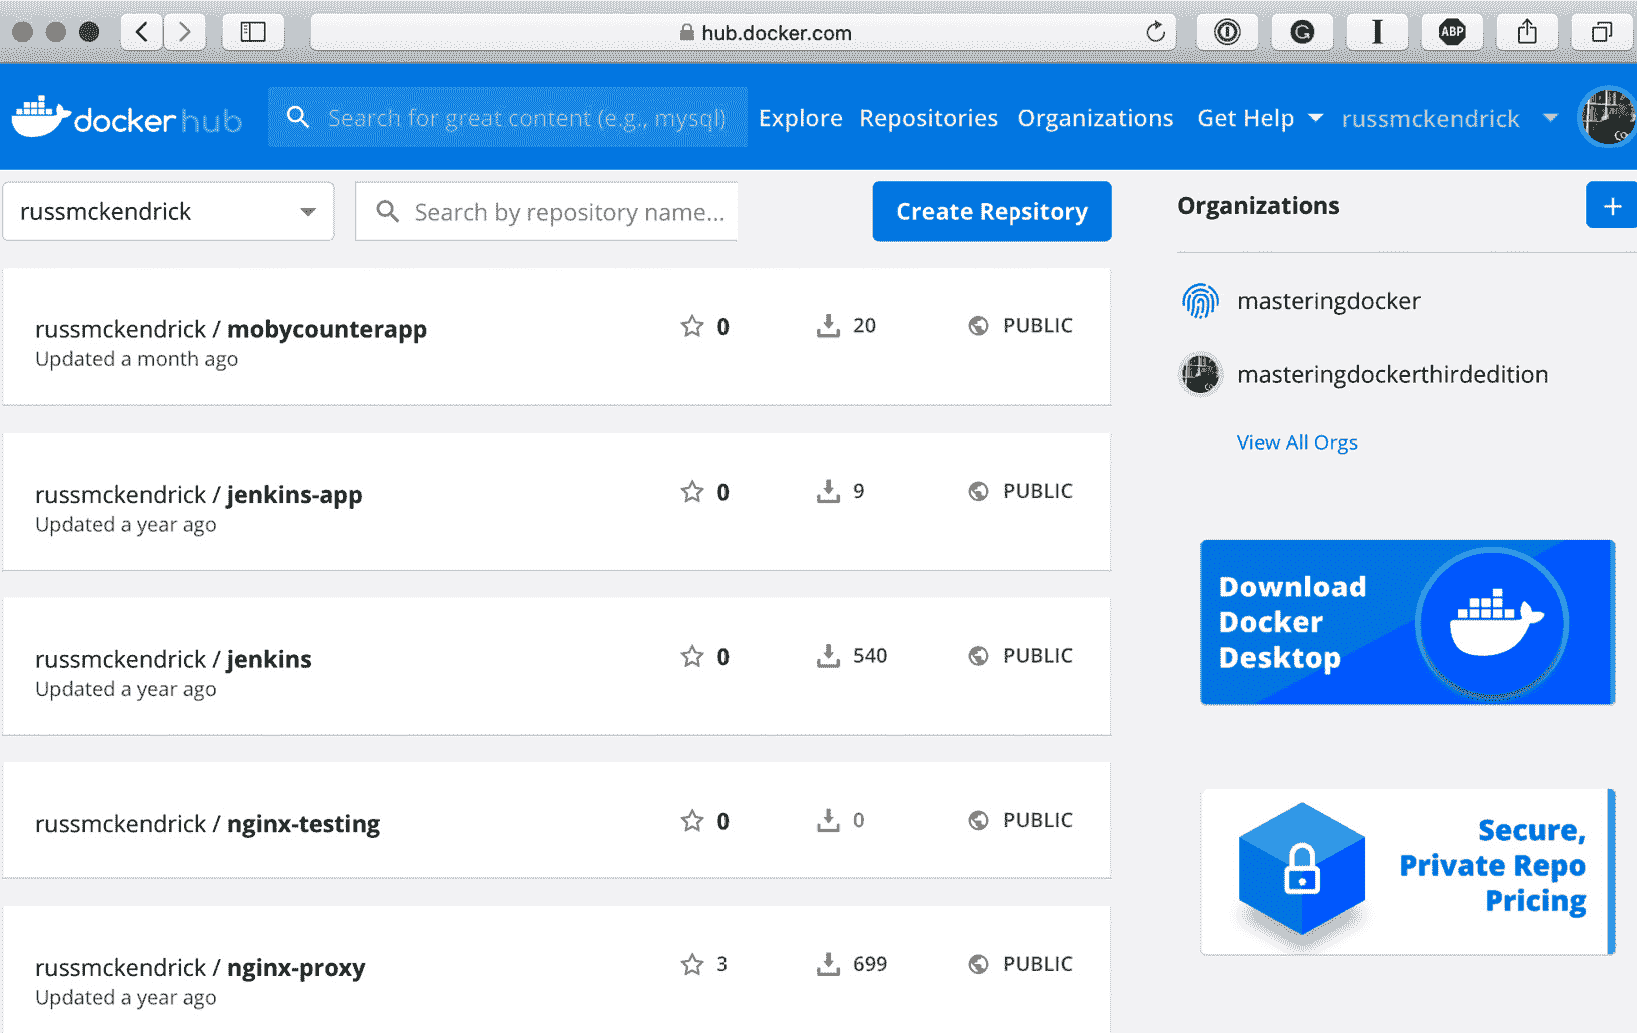 hub.docker.com
ABP
docker hub
Search for great content (e.g., mysql)
Explore
Repositories
Organizations
Get Help
russmckendrick
russmckendrick
Search by repository name...
Create Repsitory
Organizations
+
russmckendrick / mobycounterapp
0
20
PUBLIC
Updated a month ago
masteringdocker
masteringdockerthirdedition
View All Orgs
russmckendrick / jenkins-app
0
9
PUBLIC
Updated a year ago
Download
Docker
Desktop
russmckendrick / jenkins
0
540
PUBLIC
Updated a year ago
russmckendrick / nginx-testing
0
0
PUBLIC
Secure,
Private Repo
Pricing
russmckendrick / nginx-proxy
3
699
PUBLIC
Updated a year ago